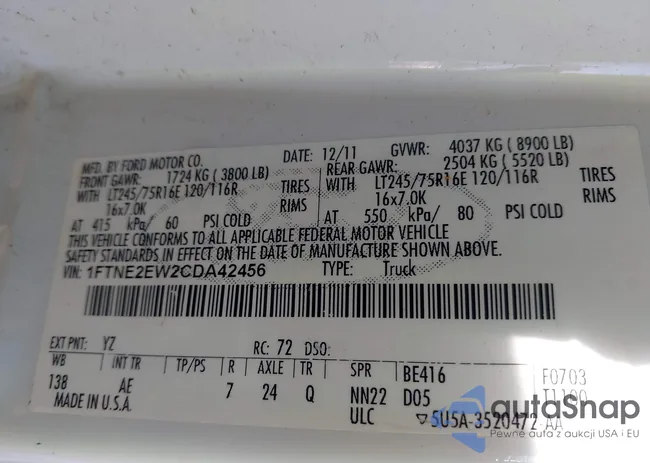 MFD. BY FORD MOTOR CO. DATE: 12/11 GVWR: 4037 KG ( 8900 LB)
FRONT GAWR: 1724 KG ( 3800 LB) REAR GAWR: 2504 KG ( 5520 LB)
WITH LT245/75R16E 120/116R TIRES WITH LT245/75R16E 120/116R TIRES
16x7.0K RIMS 16x7.0K RIMS
AT 415 kPa/ 60 PSI COLD AT 550 kPa/ 80 PSI COLD
THIS VEHICLE CONFORMS TO ALL APPLICABLE FEDERAL MOTOR VEHICLE
SAFETY STANDARDS IN EFFECT ON THE DATE OF MANUFACTURE SHOWN ABOVE.
VIN: 1FTNE2EW2CDA42456 TYPE: Truck
EXT PNT: YZ RC: 72 DSO:
WB INT TR TP/PS R AXLE TR SPR BE416 F0703
138 AE 7 24 Q NN22 D05 T1100
MADE IN U.S.A. ULC ▽5U5A-3520472-AA
autoSnap
Pewne auta z aukcji USA i EU